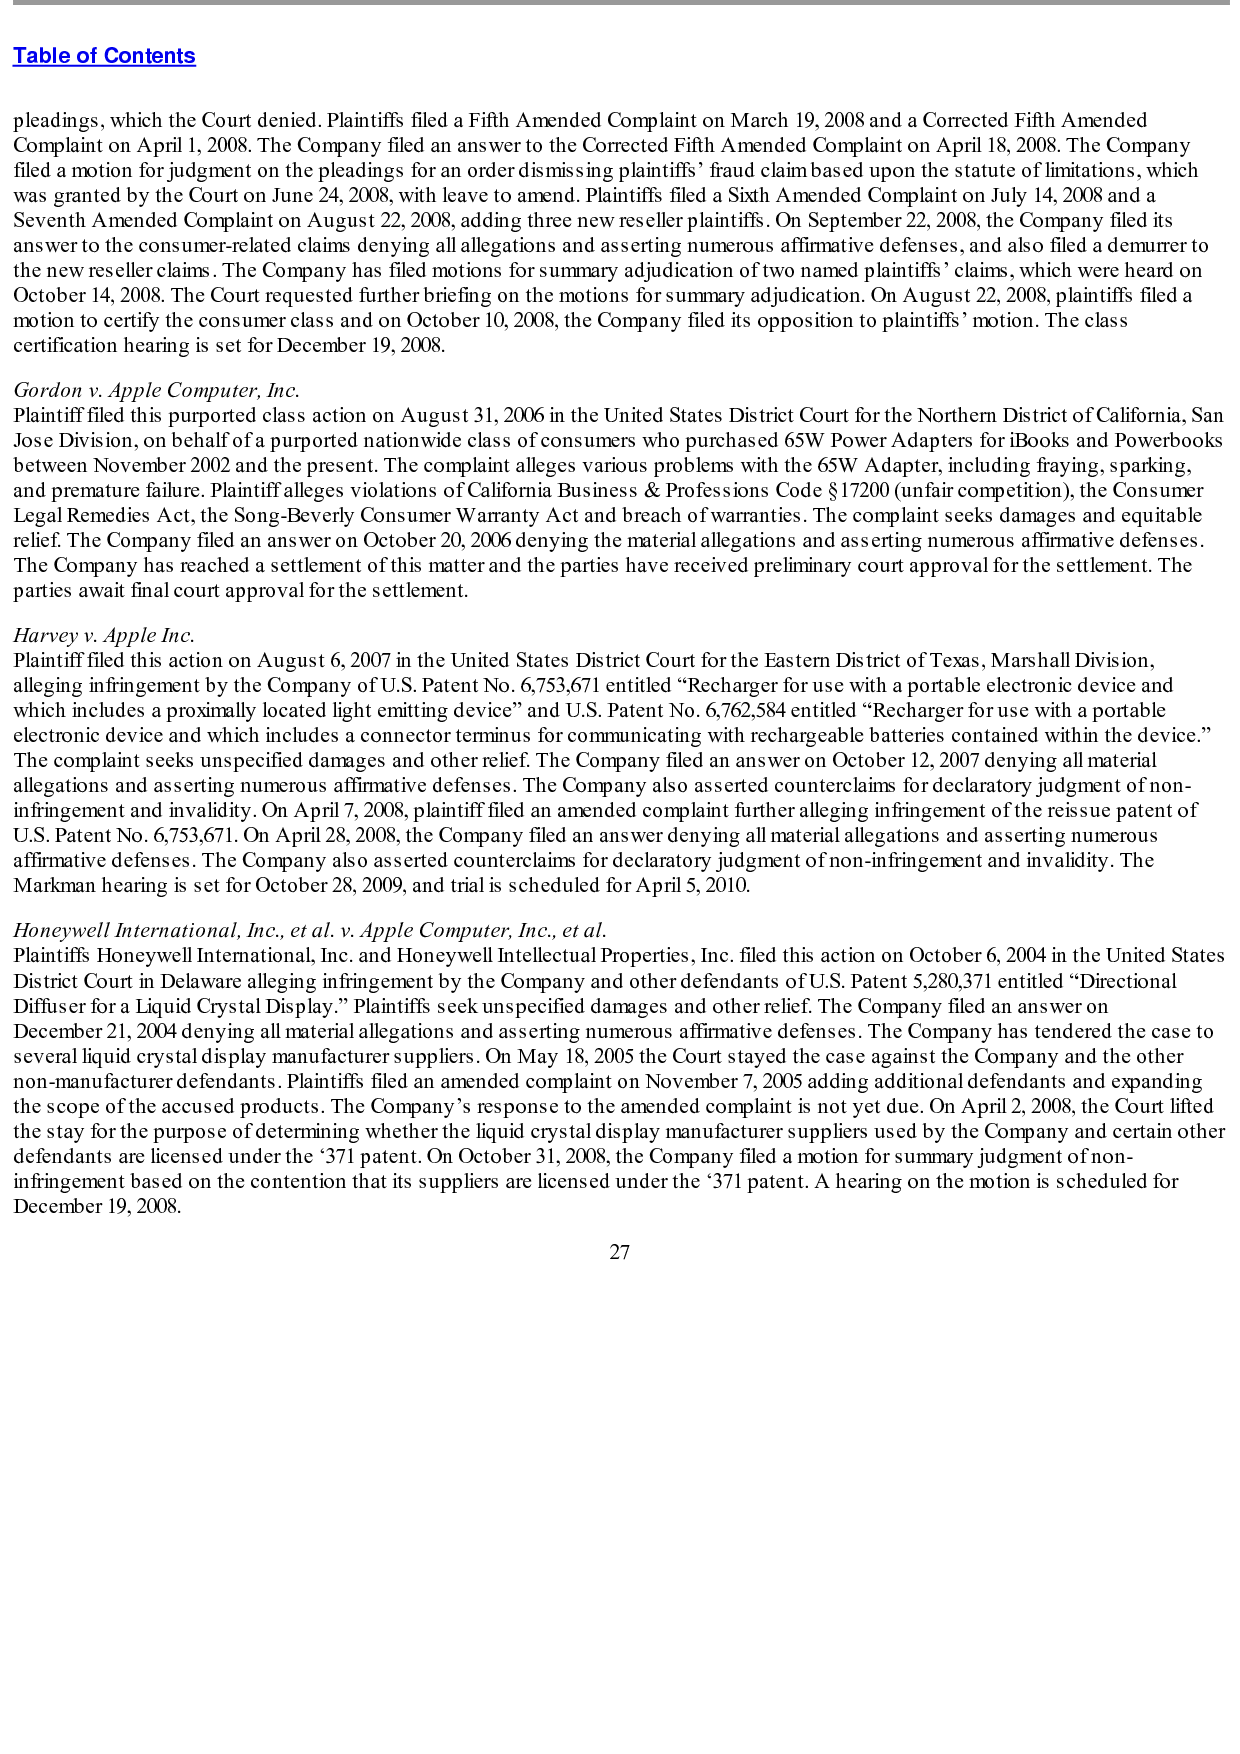 Table of Contents
pleadings, which the Court denied. Plaintiffs filed a Fifth Amended Complaint on March 19, 2008 and a Corrected Fifth Amended
Complaint on April 1, 2008. The Company filed an answer to the Corrected Fifth Amended Complaint on April 18, 2008. The Company
filed a motion for judgment on the pleadings for an order dismissing plaintiffs’ fraud claim based upon the statute of limitations, which
was granted by the Court on June 24, 2008, with leave to amend. Plaintiffs filed a Sixth Amended Complaint on July 14, 2008 and a
Seventh Amended Complaint on August 22, 2008, adding three new reseller plaintiffs. On September 22, 2008, the Company filed its
answer to the consumer-related claims denying all allegations and asserting numerous affirmative defenses, and also filed a demurrer to
the new reseller claims. The Company has filed motions for summary adjudication of two named plaintiffs’ claims, which were heard on
October 14, 2008. The Court requested further briefing on the motions for summary adjudication. On August 22, 2008, plaintiffs filed a
motion to certify the consumer class and on October 10, 2008, the Company filed its opposition to plaintiffs’ motion. The class
certification hearing is set for December 19, 2008.
Gordon v. Apple Computer, Inc.
Plaintiff filed this purported class action on August 31, 2006 in the United States District Court for the Northern District of California, San
Jose Division, on behalf of a purported nationwide class of consumers who purchased 65W Power Adapters for iBooks and Powerbooks
between November 2002 and the present. The complaint alleges various problems with the 65W Adapter, including fraying, sparking,
and premature failure. Plaintiff alleges violations of California Business & Professions Code §17200 (unfair competition), the Consumer
Legal Remedies Act, the Song-Beverly Consumer Warranty Act and breach of warranties. The complaint seeks damages and equitable
relief. The Company filed an answer on October 20, 2006 denying the material allegations and asserting numerous affirmative defenses.
The Company has reached a settlement of this matter and the parties have received preliminary court approval for the settlement. The
parties await final court approval for the settlement.
Harvey v. Apple Inc.
Plaintiff filed this action on August 6, 2007 in the United States District Court for the Eastern District of Texas, Marshall Division,
alleging infringement by the Company of U.S. Patent No. 6,753,671 entitled “Recharger for use with a portable electronic device and
which includes a proximally located light emitting device” and U.S. Patent No. 6,762,584 entitled “Recharger for use with a portable
electronic device and which includes a connector terminus for communicating with rechargeable batteries contained within the device.”
The complaint seeks unspecified damages and other relief. The Company filed an answer on October 12, 2007 denying all material
allegations and asserting numerous affirmative defenses. The Company also asserted counterclaims for declaratory judgment of non-
infringement and invalidity. On April 7, 2008, plaintiff filed an amended complaint further alleging infringement of the reissue patent of
U.S. Patent No. 6,753,671. On April 28, 2008, the Company filed an answer denying all material allegations and asserting numerous
affirmative defenses. The Company also asserted counterclaims for declaratory judgment of non-infringement and invalidity. The
Markman hearing is set for October 28, 2009, and trial is scheduled for April 5, 2010.
Honeywell International, Inc., et al. v. Apple Computer, Inc., et al.
Plaintiffs Honeywell International, Inc. and Honeywell Intellectual Properties, Inc. filed this action on October 6, 2004 in the United States
District Court in Delaware alleging infringement by the Company and other defendants of U.S. Patent 5,280,371 entitled “Directional
Diffuser for a Liquid Crystal Display.” Plaintiffs seek unspecified damages and other relief. The Company filed an answer on
December 21, 2004 denying all material allegations and asserting numerous affirmative defenses. The Company has tendered the case to
several liquid crystal display manufacturer suppliers. On May 18, 2005 the Court stayed the case against the Company and the other
non-manufacturer defendants. Plaintiffs filed an amended complaint on November 7, 2005 adding additional defendants and expanding
the scope of the accused products. The Company’s response to the amended complaint is not yet due. On April 2, 2008, the Court lifted
the stay for the purpose of determining whether the liquid crystal display manufacturer suppliers used by the Company and certain other
defendants are licensed under the ‘371 patent. On October 31, 2008, the Company filed a motion for summary judgment of non-
infringement based on the contention that its suppliers are licensed under the ‘371 patent. A hearing on the motion is scheduled for
December 19, 2008.
27